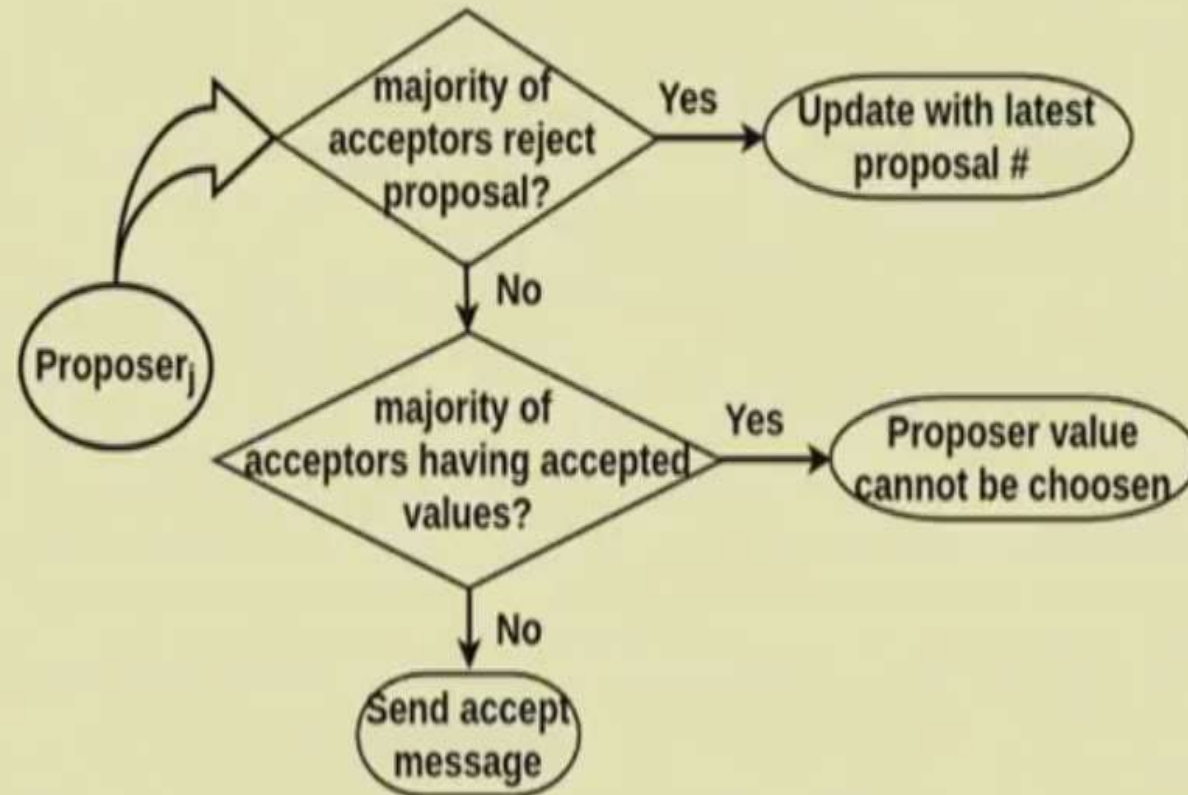 majority of
acceptors reject
proposal?
Yes
Update with latest
proposal #
No
Proposerj
majority of
acceptors having accepted
values?
Yes
Proposer value
cannot be choosen
No
Send accept
message